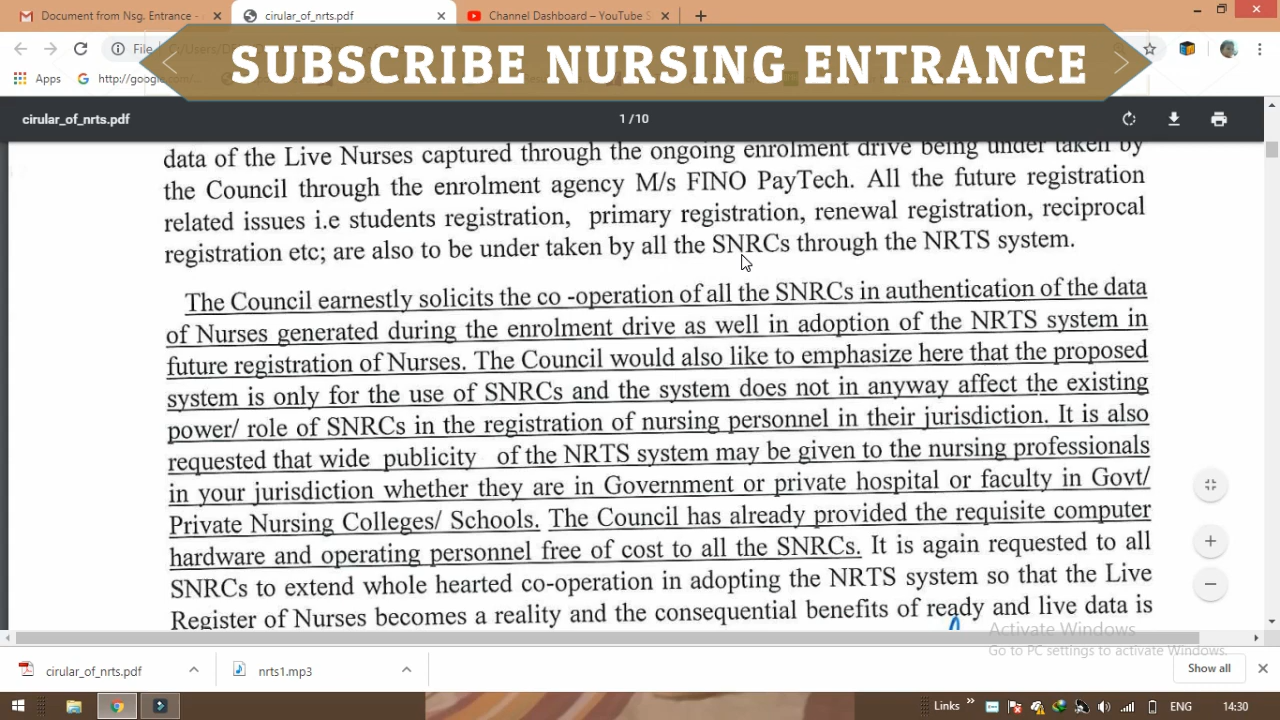 Document from Nsg. Entrance -
cirular_of_nrts.pdf
Channel Dashboard – YouTube S
File
Apps
http://google.com/...
SUBSCRIBE NURSING ENTRANCE
cirular_of_nrts.pdf
1 / 10
data of the Live Nurses captured through the ongoing enrolment drive being under taken by
the Council through the enrolment agency M/s FINO PayTech. All the future registration
related issues i.e students registration, primary registration, renewal registration, reciprocal
registration etc; are also to be under taken by all the SNRCs through the NRTS system.
The Council earnestly solicits the co -operation of all the SNRCs in authentication of the data
of Nurses generated during the enrolment drive as well in adoption of the NRTS system in
future registration of Nurses. The Council would also like to emphasize here that the proposed
system is only for the use of SNRCs and the system does not in anyway affect the existing
power/ role of SNRCs in the registration of nursing personnel in their jurisdiction. It is also
requested that wide publicity of the NRTS system may be given to the nursing professionals
in your jurisdiction whether they are in Government or private hospital or faculty in Govt/
Private Nursing Colleges/ Schools. The Council has already provided the requisite computer
hardware and operating personnel free of cost to all the SNRCs. It is again requested to all
SNRCs to extend whole hearted co-operation in adopting the NRTS system so that the Live
Register of Nurses becomes a reality and the consequential benefits of ready and live data is
Activate Windows
Go to PC settings to activate Windows.
cirular_of_nrts.pdf
nrts1.mp3
Show all
Links
ENG
14:30